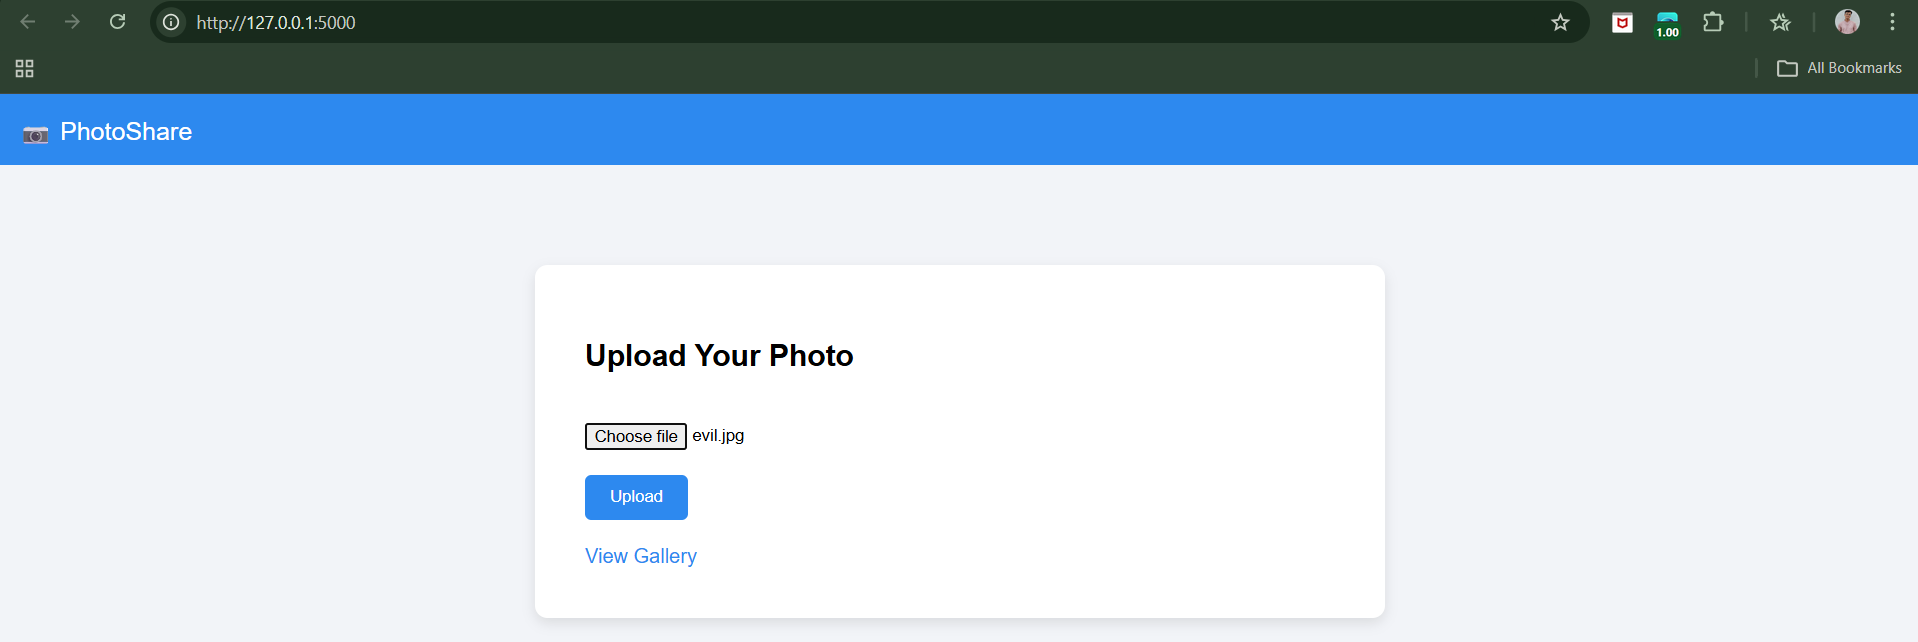 http://127.0.0.1:5000
1.00
All Bookmarks
PhotoShare
Upload Your Photo
Choose file evil.jpg
Upload
View Gallery